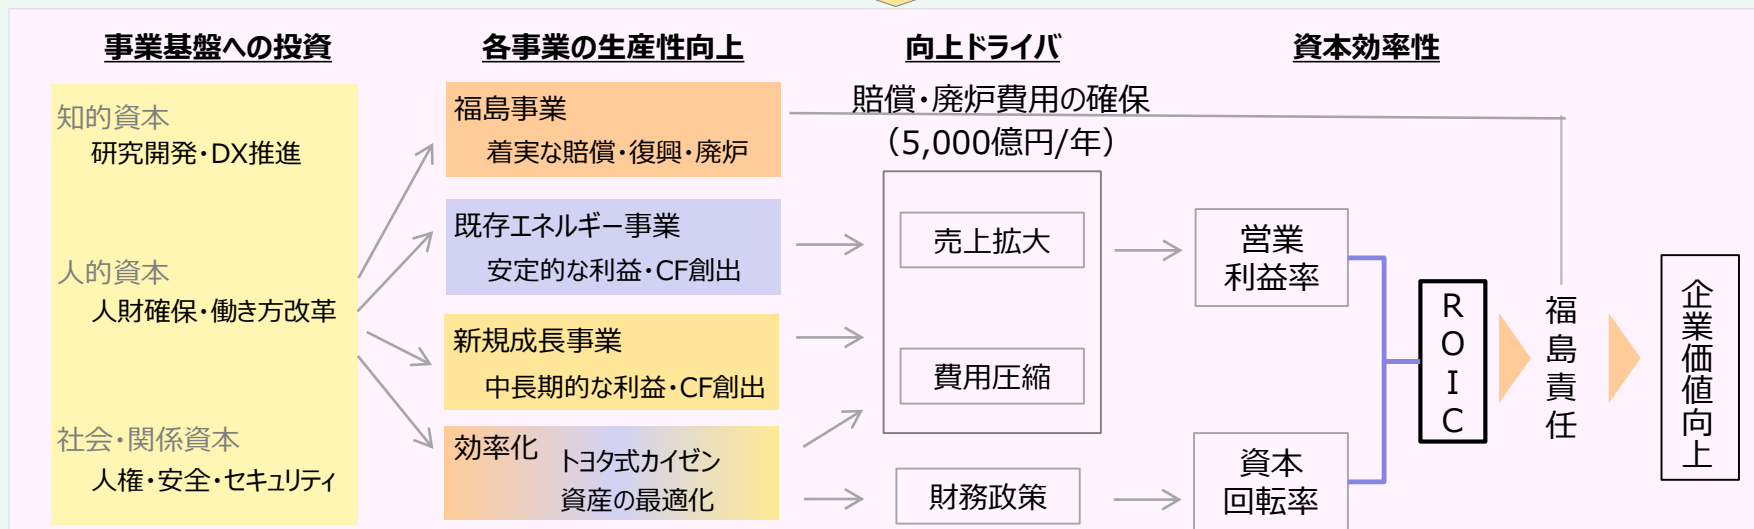 事業基盤への投資
知的資本
研究開発・DX推進
人的資本
人財確保・働き方改革
社会・関係資本
人権・安全・セキュリティ
各事業の生産性向上
福島事業
着実な賠償・復興・廃炉
既存エネルギー事業
安定的な利益・CF創出
新規成長事業
中長期的な利益・CF創出
効率化
トヨタ式カイゼン
資産の最適化
向上ドライバ
賠償・廃炉費用の確保
（5,000億円/年）
売上拡大
費用圧縮
財務政策
資本効率性
営業
利益率
資本
回転率
ROIC
福島責任
企業価値向上